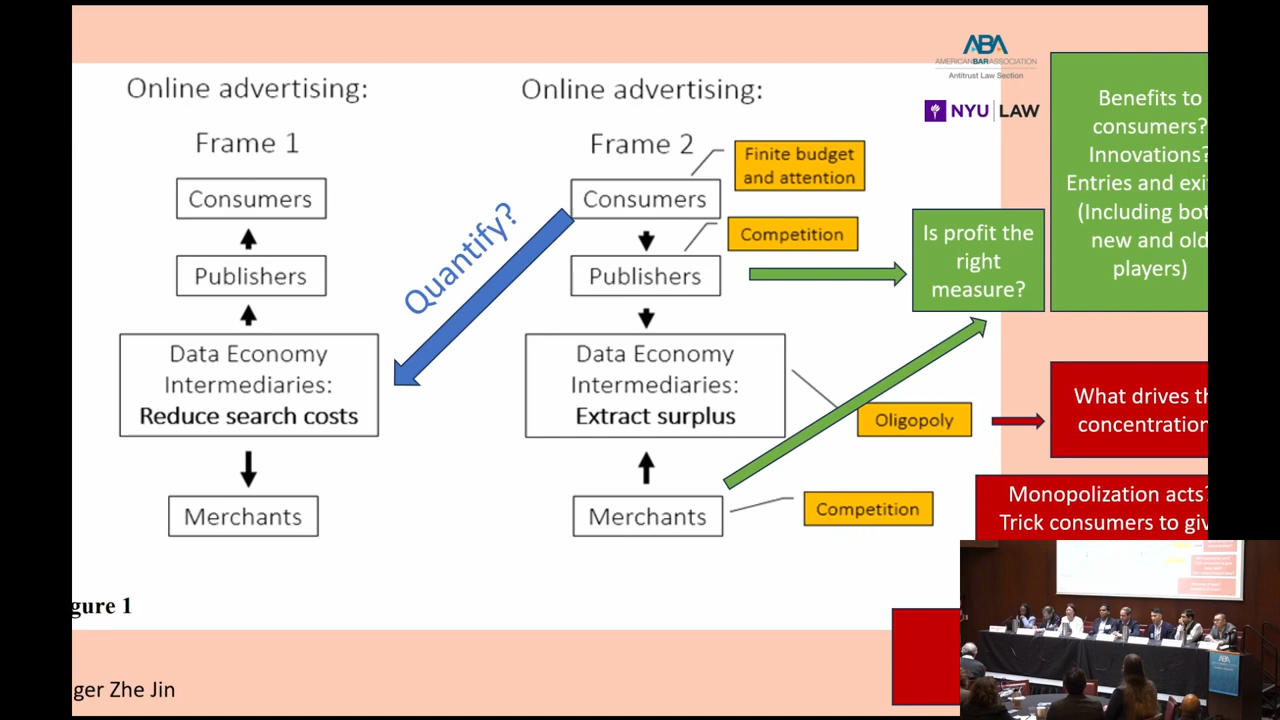 Online advertising:
Frame 1
Consumers
Publishers
Data Economy
Intermediaries:
Reduce search costs
Merchants
Quantify?
Online advertising:
Frame 2
Consumers
Publishers
Data Economy
Intermediaries:
Extract surplus
Merchants
Finite budget
and attention
Competition
Oligopoly
Competition
ABA
AMERICANBARASSOCIATION
Antitrust Law Section
NYU LAW
Is profit the
right
measure?
Benefits to
consumers?
Innovations?
Entries and exi
(Including bot
new and old
players)
What drives th
concentration
Monopolization acts?
Trick consumers to giv
gure 1
ger Zhe Jin
ABA